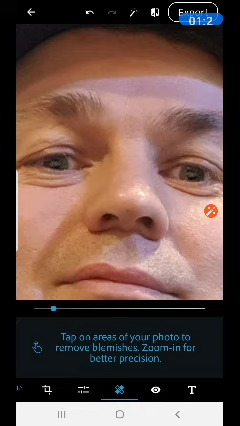 Export
01:2
Tap on areas of your photo to
remove blemishes. Zoom-in for
better precision.
T